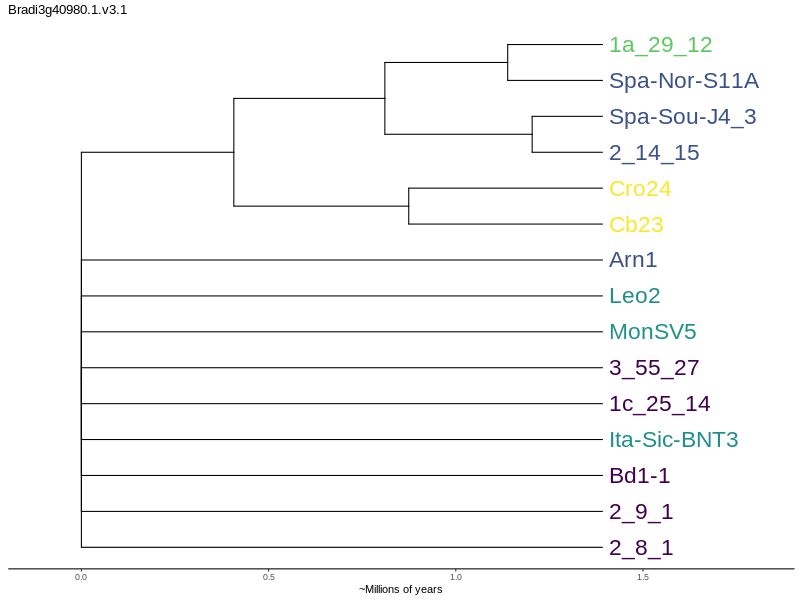 Bradi3g40980.1.v3.1
1a_29_12
Spa-Nor-S11A
Spa-Sou-J4_3
2_14_15
Cro24
Cb23
Arn1
Leo2
MonSV5
3_55_27
1c_25_14
Ita-Sic-BNT3
Bd1-1
2_9_1
2_8_1
0.0 0.5 1.0 1.5
~Millions of years